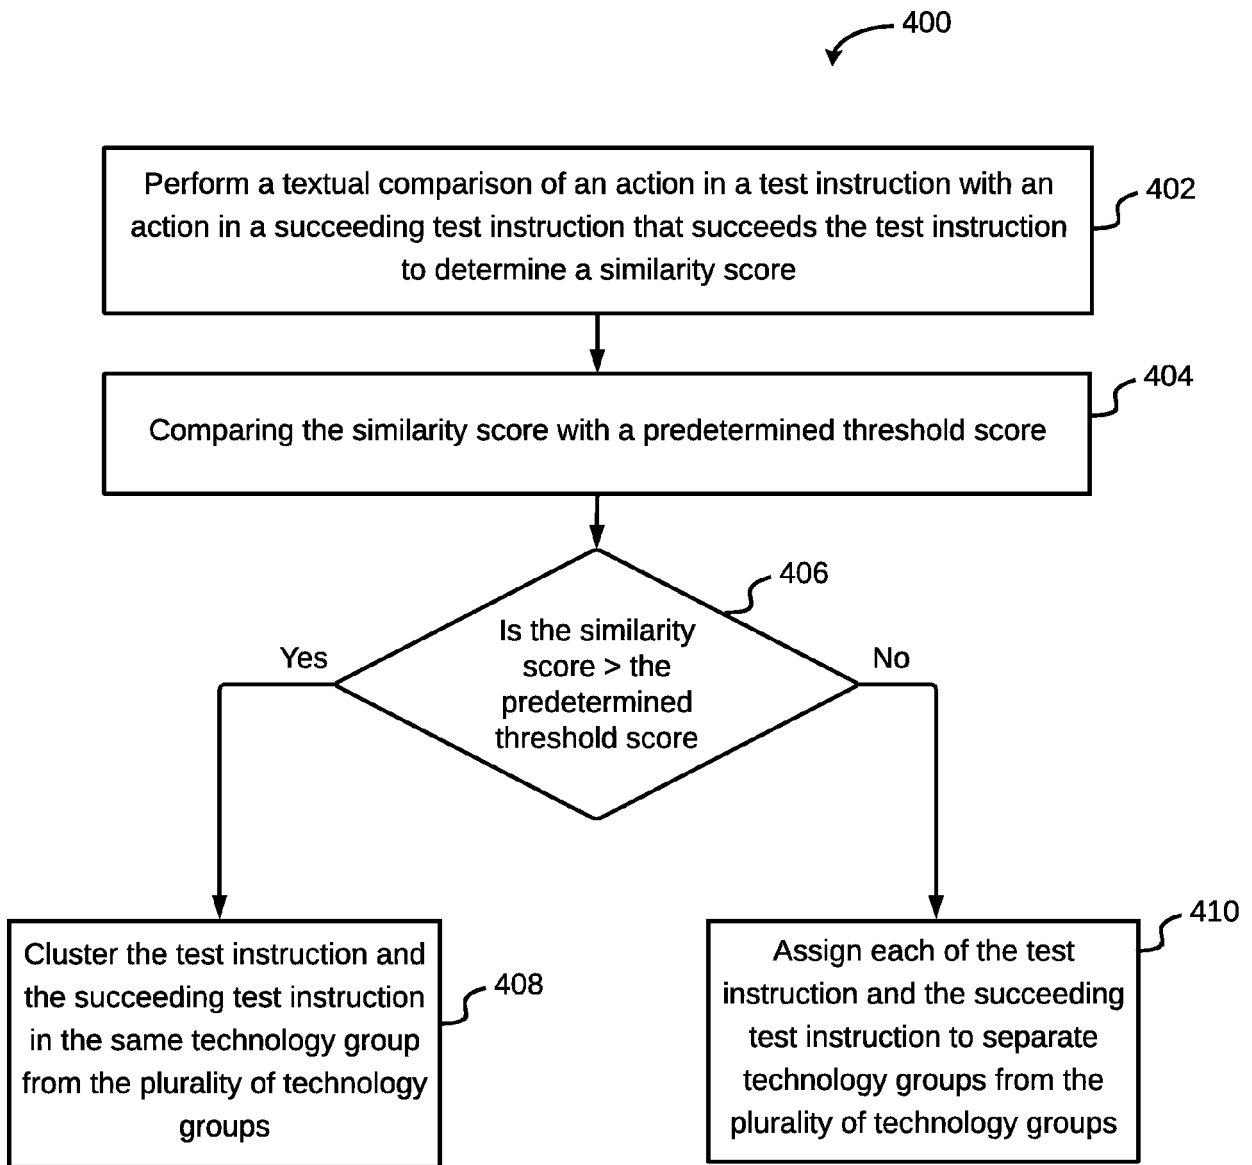 400
Perform a textual comparison of an action in a test instruction with an
action in a succeeding test instruction that succeeds the test instruction
to determine a similarity score
402
Comparing the similarity score with a predetermined threshold score
404
406
Is the similarity
score > the
predetermined
threshold score
Yes
No
Cluster the test instruction and
the succeeding test instruction
in the same technology group
from the plurality of technology
groups
408
Assign each of the test
instruction and the succeeding
test instruction to separate
technology groups from the
plurality of technology groups
410